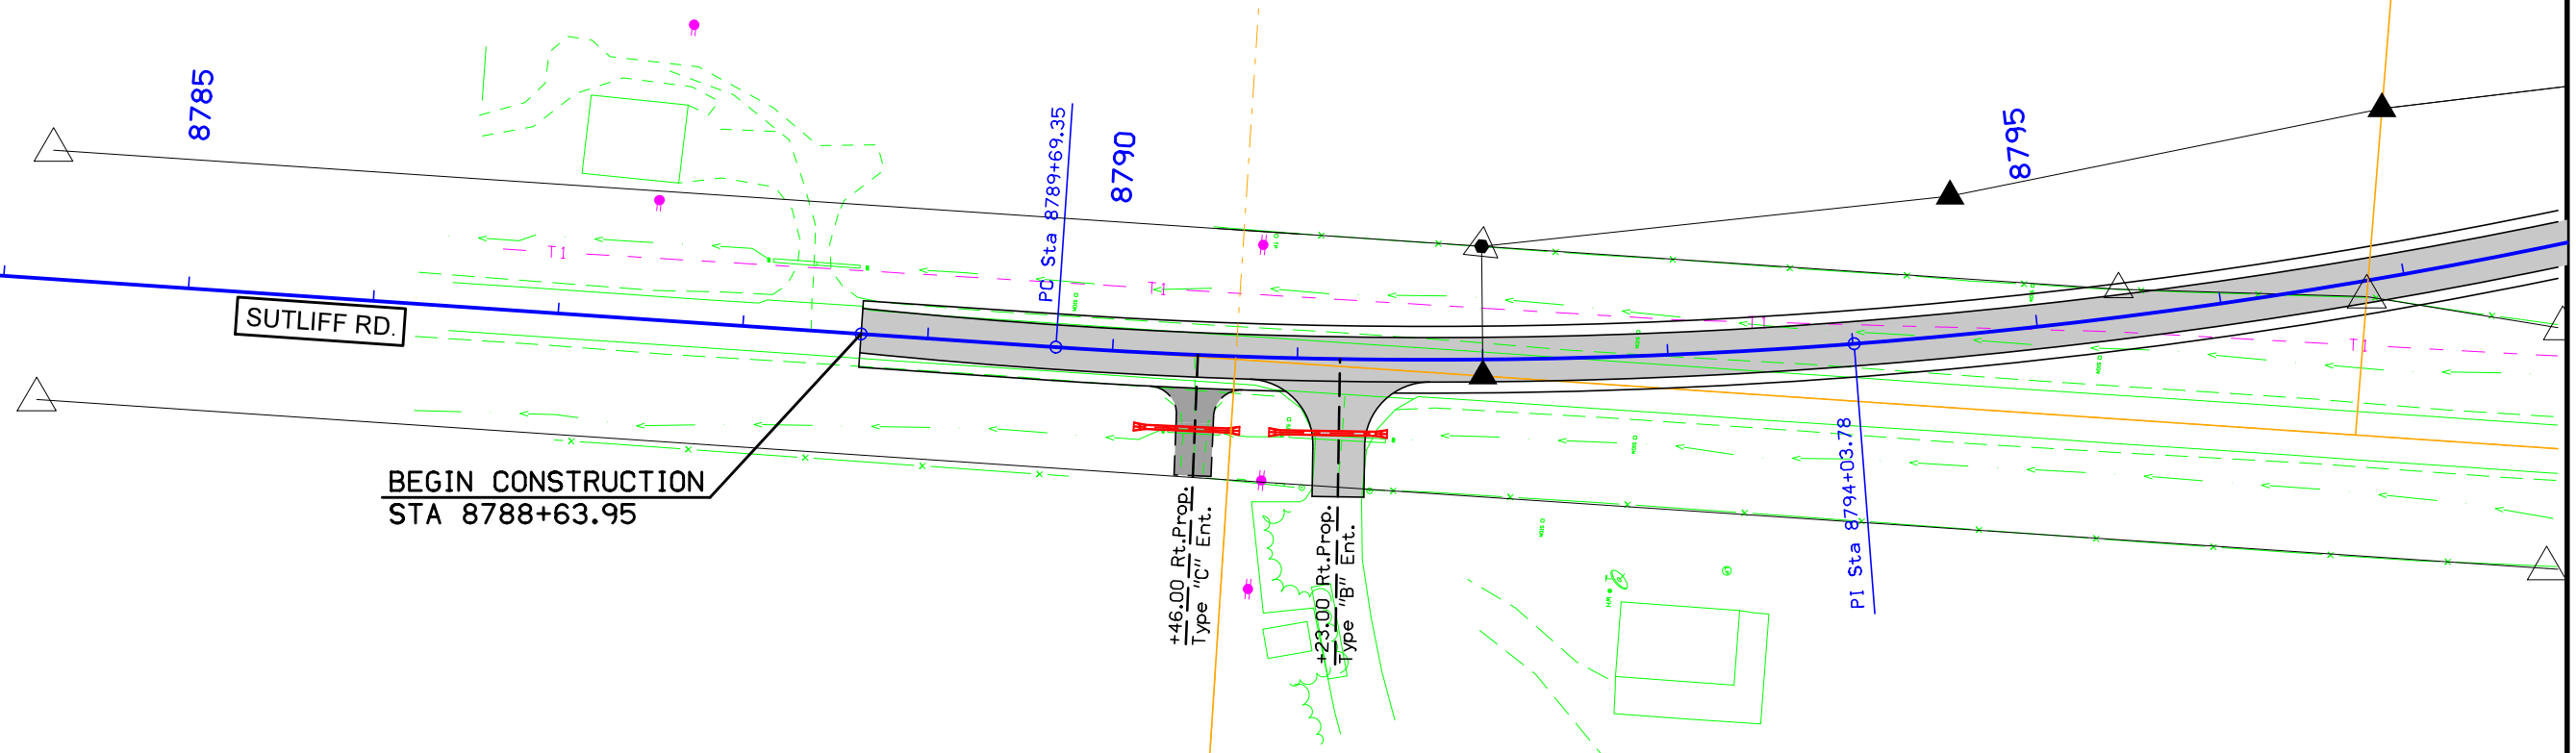 8785
SUTLIFF RD.
BEGIN CONSTRUCTION
STA 8788+63.95
PC Sta 8789+69.35
8790
+46.00 Rt.Prop.
Type "C" Ent.
+23.00 Rt.Prop.
Type "B" Ent.
PI Sta 8794+03.78
8795
T1
T1
T1
T1